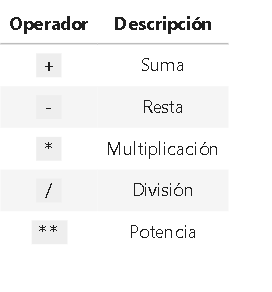 Operador Descripción
+ Suma
- Resta
* Multiplicación
/ División
** Potencia